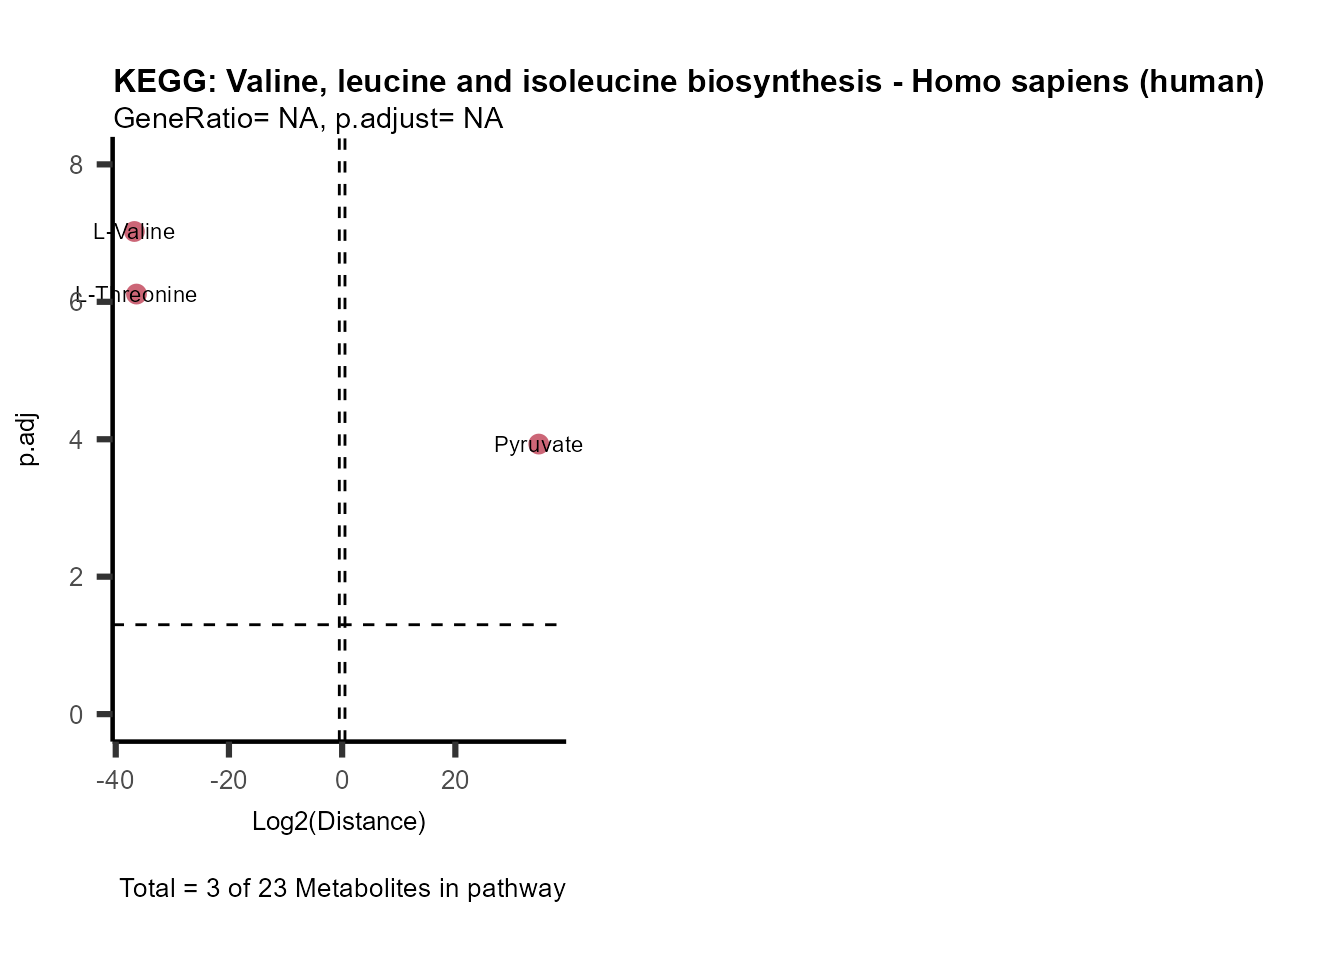 KEGG: Valine, leucine and isoleucine biosynthesis - Homo sapiens (human)
GeneRatio= NA, p.adjust= NA
8
L-Valine
L-Threonine
6
p.adj
4
Pyruvate
2
0
-40 -20 0 20
Log2(Distance)
Total = 3 of 23 Metabolites in pathway